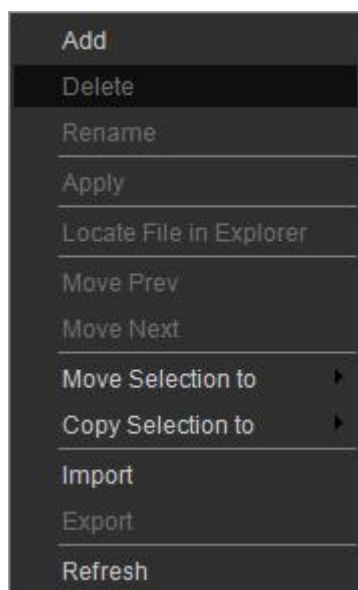 Add
Delete
Rename
Apply
Locate File in Explorer
Move Prev
Move Next
Move Selection to
Copy Selection to
Import
Export
Refresh